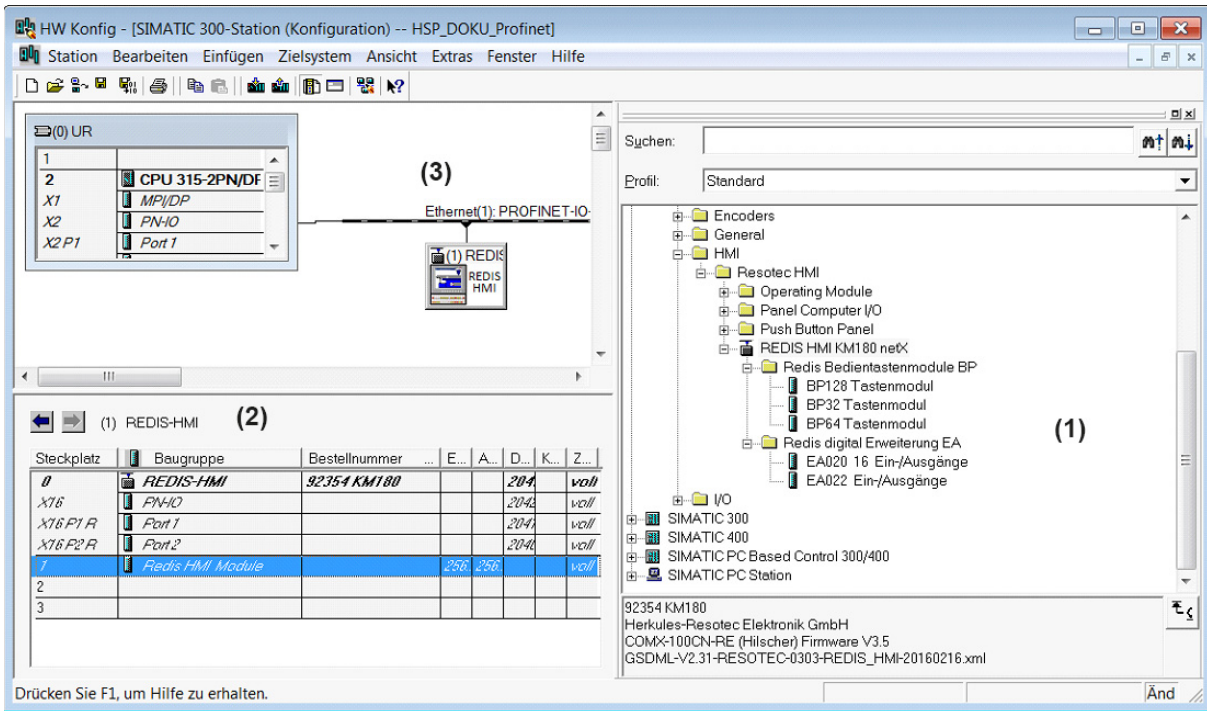 HW Konfig - [SIMATIC 300-Station (Konfiguration) -- HSP_DOKU_Profinet]
Station Bearbeiten Einfügen Zielsystem Ansicht Extras Fenster Hilfe
(0) UR
1
2 CPU 315-2PN/DP
X1 MPI/DP
X2 PN-IO
X2 P1 Port 1
(3)
Ethernet(1): PROFINET-IO-
(1) REDIS
REDIS
HMI
Suchen:
Profil: Standard
Encoders
General
HMI
Resotec HMI
Operating Module
Panel Computer I/O
Push Button Panel
REDIS HMI KM180 netX
Redis Bedientastenmodule BP
BP128 Tastenmodul
BP32 Tastenmodul
BP64 Tastenmodul
Redis digital Erweiterung EA
EA020 16 Ein-/Ausgänge
EA022 Ein-/Ausgänge
I/O
SIMATIC 300
SIMATIC 400
SIMATIC PC Based Control 300/400
SIMATIC PC Station
(1)
92354 KM180
Herkules-Resotec Elektronik GmbH
COMX-100CN-RE (Hilscher) Firmware V3.5
GSDML-V2.31-RESOTEC-0303-REDIS_HMI-20160216.xml
(1) REDIS-HMI
(2)
Steckplatz Baugruppe Bestellnummer ... E... A... D... K... Z...
0 REDIS-HMI 92354 KM180 204 voll
X16 PN-IO 2042 voll
X16 P1 R Port 1 2041 voll
X16 P2 R Port 2 2040 voll
1 Redis HMI Module 256. 256. voll
2
3
Drücken Sie F1, um Hilfe zu erhalten.
Änd